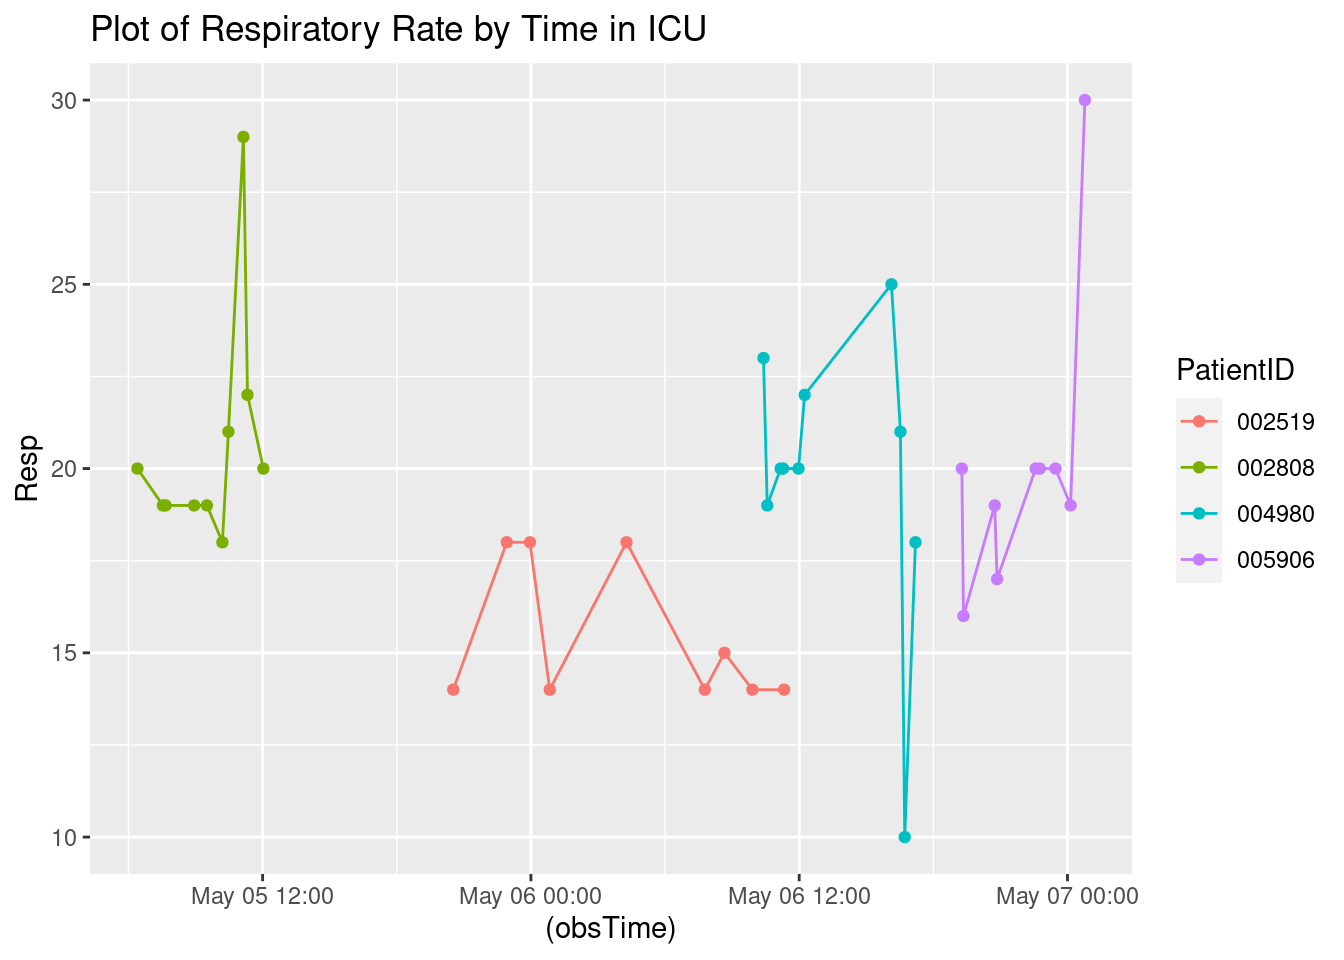 Plot of Respiratory Rate by Time in ICU
30
25
20
15
10
Resp
May 05 12:00
May 06 00:00
May 06 12:00
May 07 00:00
(obsTime)
PatientID
002519
002808
004980
005906